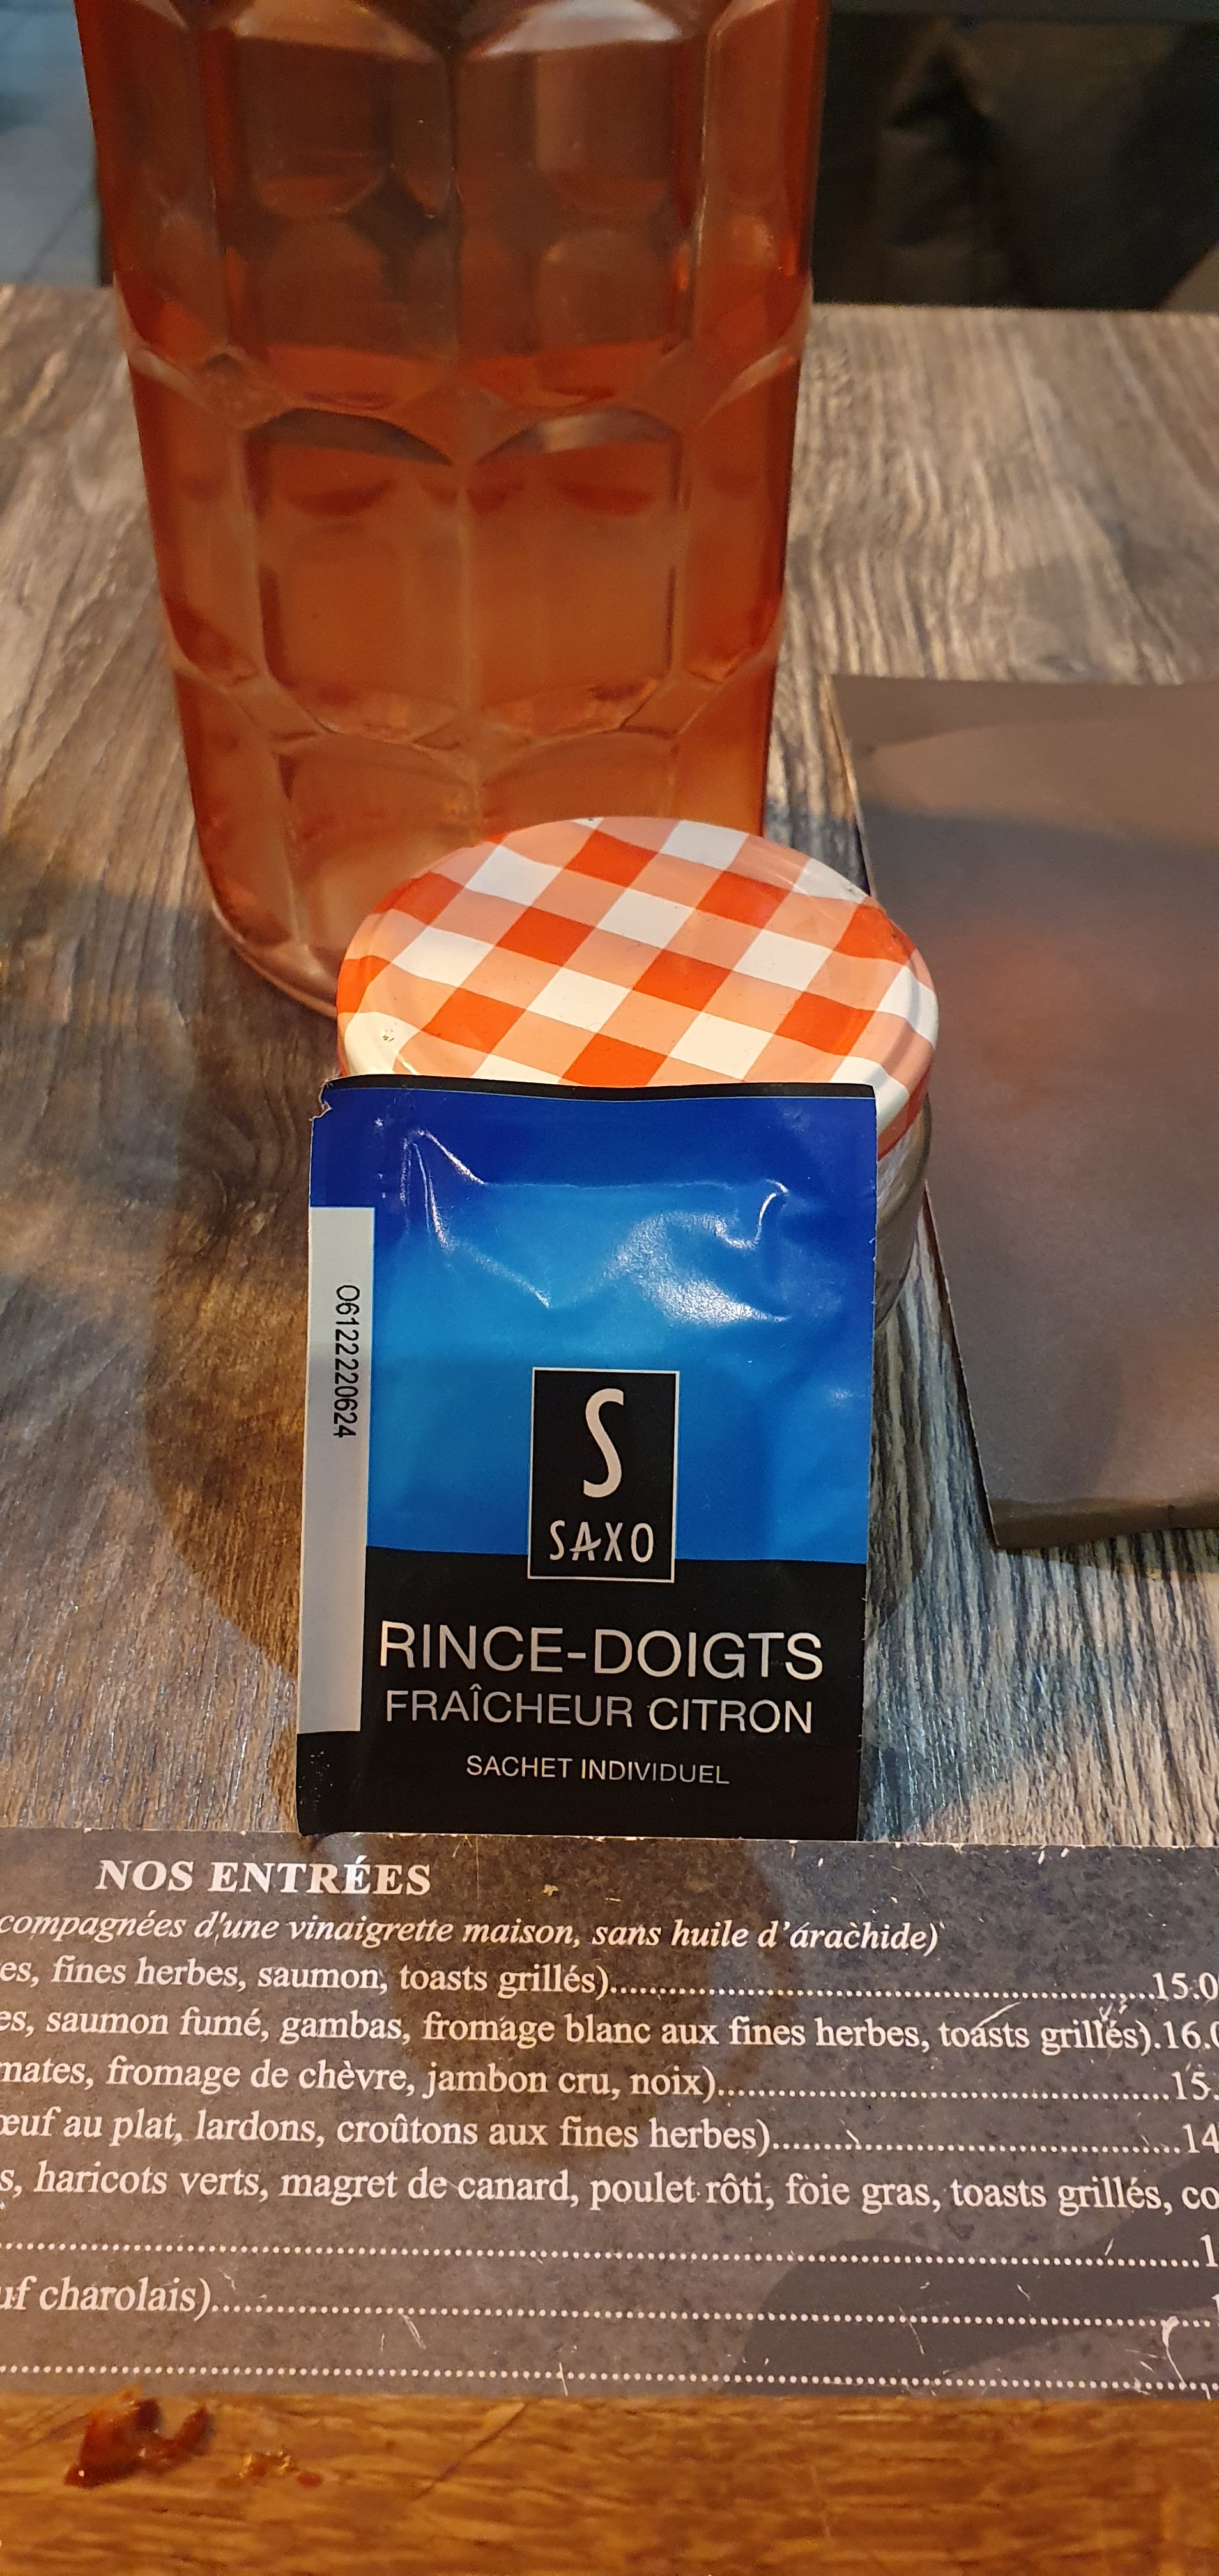 S
SAXO
RINCE-DOIGTS
FRAÎCHEUR CITRON
SACHET INDIVIDUEL
O6122220624
NOS ENTRÉES
compagnées d'une vinaigrette maison, sans huile d'arachide)
es, fines herbes, saumon, toasts grillés)..........15.0
es, saumon fumé, gambas, fromage blanc aux fines herbes, toasts grillés).16.0
mates, fromage de chèvre, jambon cru, noix)..........15.
œuf au plat, lardons, croûtons aux fines herbes)..........14
s, haricots verts, magret de canard, poulet rôti, foie gras, toasts grillés, co
..........1
uf charolais)..........